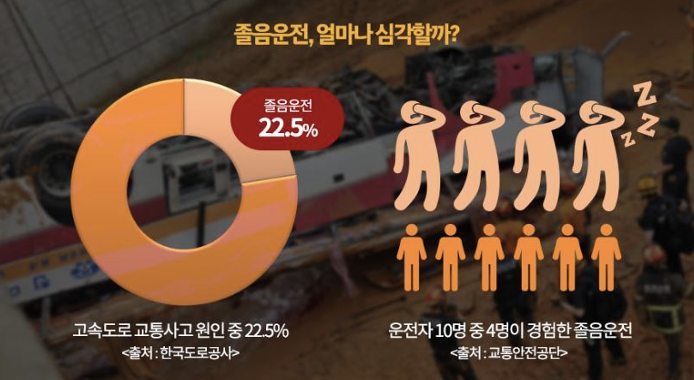 졸음운전, 얼마나 심각할까?
졸음운전
22.5%
z
z
z
고속도로 교통사고 원인 중 22.5%
<출처 : 한국도로공사>
운전자 10명 중 4명이 경험한 졸음운전
<출처 : 교통안전공단>